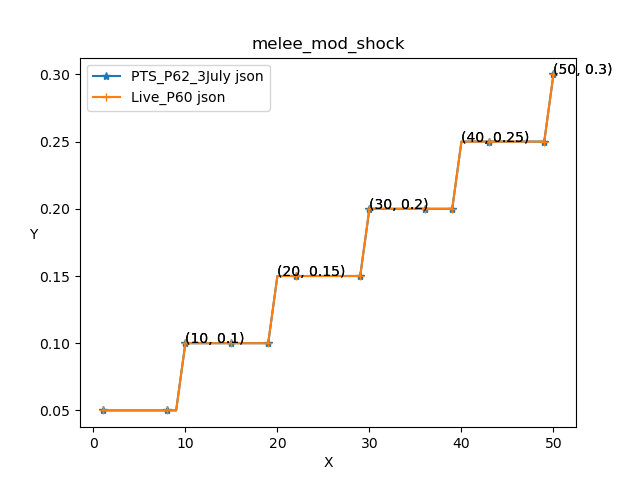 melee_mod_shock
PTS_P62_3July json
Live_P60 json
(50, 0.3)
(40, 0.25)
(30, 0.2)
(20, 0.15)
(10, 0.1)
0.30
0.25
0.20
0.15
0.10
0.05
Y
0 10 20 30 40 50
X